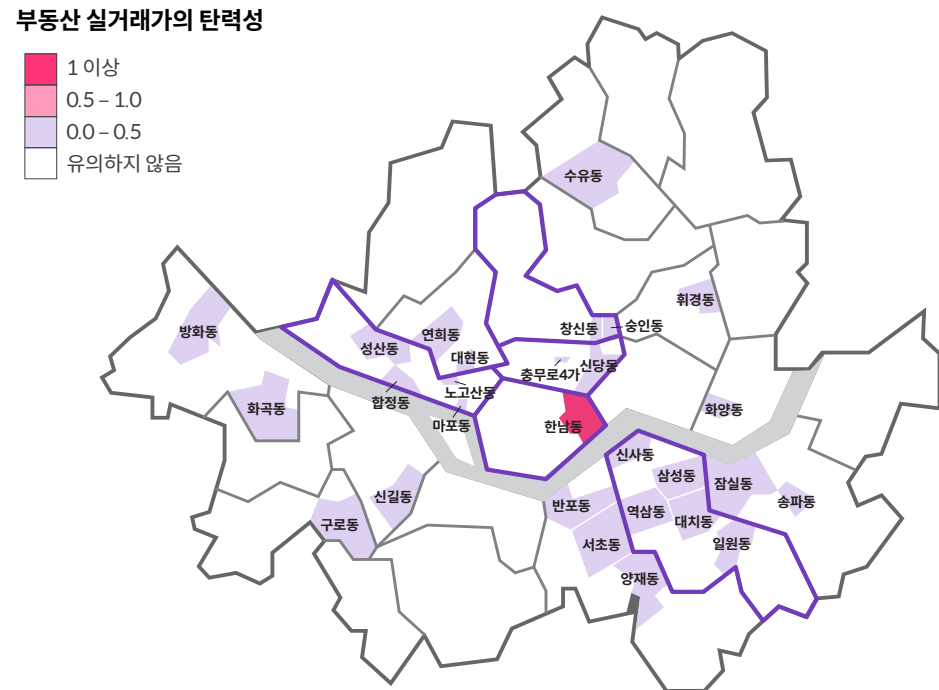 부동산 실거래가의 탄력성
1 이상
0.5 – 1.0
0.0 – 0.5
유의하지 않음
수유동
휘경동
방화동
창신동
숭인동
연희동
성산동
대현동
신당동
충무로4가
노고산동
합정동
화곡동
화양동
마포동
한남동
신사동
삼성동
잠실동
신길동
송파동
반포동
역삼동
대치동
구로동
서초동
일원동
양재동